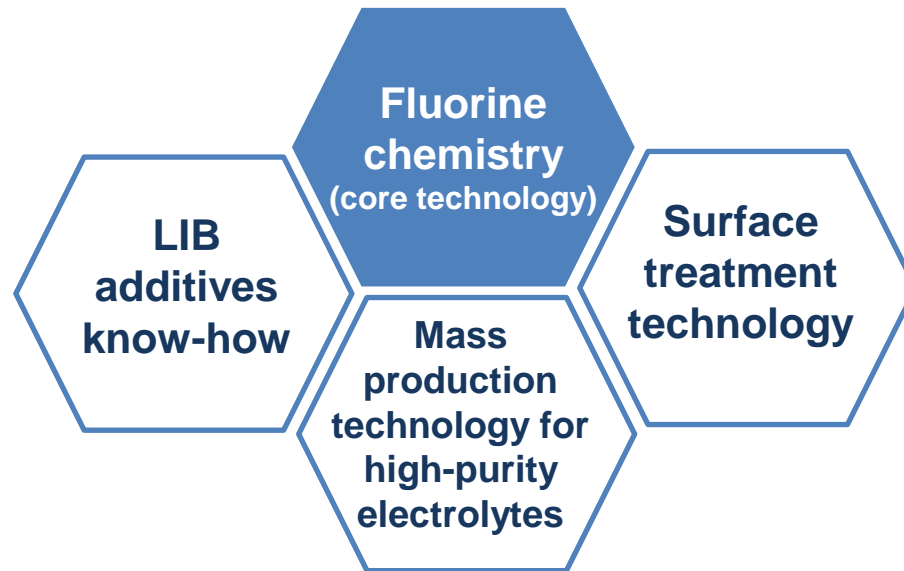 Fluorine
chemistry
(core technology)
LIB
additives
know-how
Surface
treatment
technology
Mass
production
technology for
high-purity
electrolytes